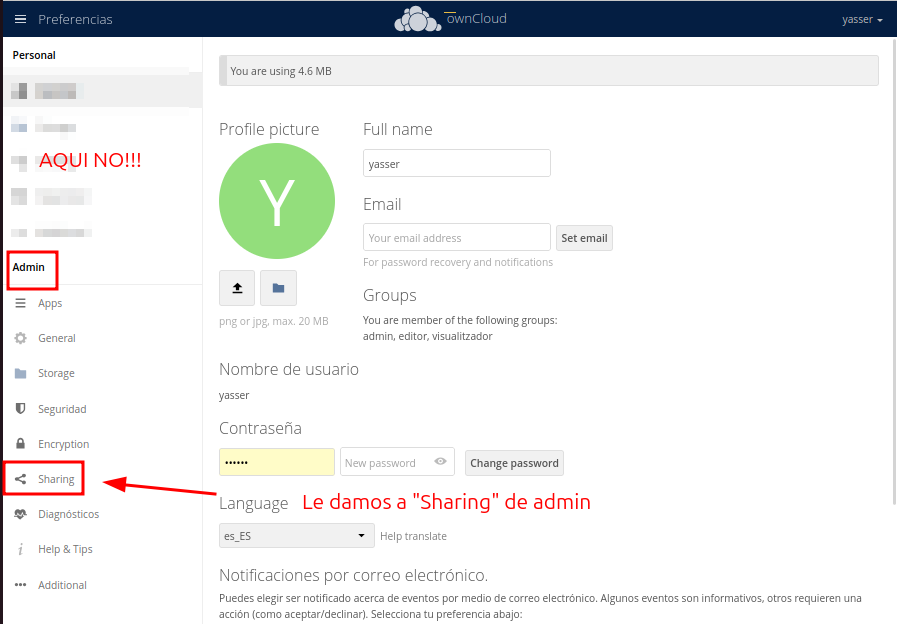 Preferencias
ownCloud
yasser
Personal
AQUI NO!!!
Admin
Apps
General
Storage
Seguridad
Encryption
Sharing
Diagnósticos
Help & Tips
Additional
You are using 4.6 MB
Profile picture
Y
png or jpg, max. 20 MB
Full name
yasser
Email
Your email address
Set email
For password recovery and notifications
Groups
You are member of the following groups:
admin, editor, visualitzador
Nombre de usuario
yasser
Contraseña
••••••
New password
Change password
Language
Le damos a "Sharing" de admin
es_ES
Help translate
Notificaciones por correo electrónico.
Puedes elegir ser notificado acerca de eventos por medio de correo electrónico. Algunos eventos son informativos, otros requieren una
acción (como aceptar/declinar). Selecciona tu preferencia abajo: